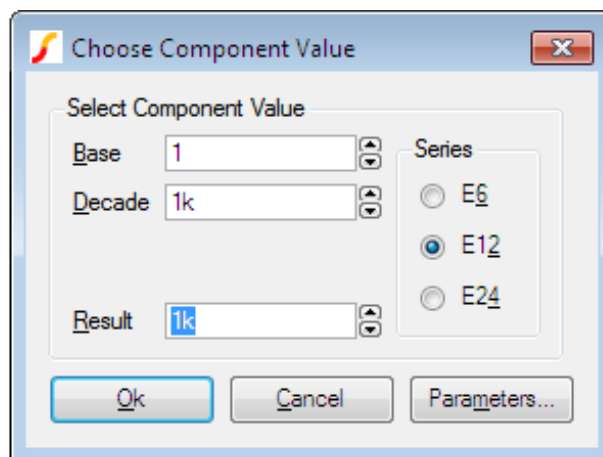 Choose Component Value
Select Component Value
Base 1
Decade 1k
Result 1k
Series
E6
E12
E24
Ok Cancel Parameters...